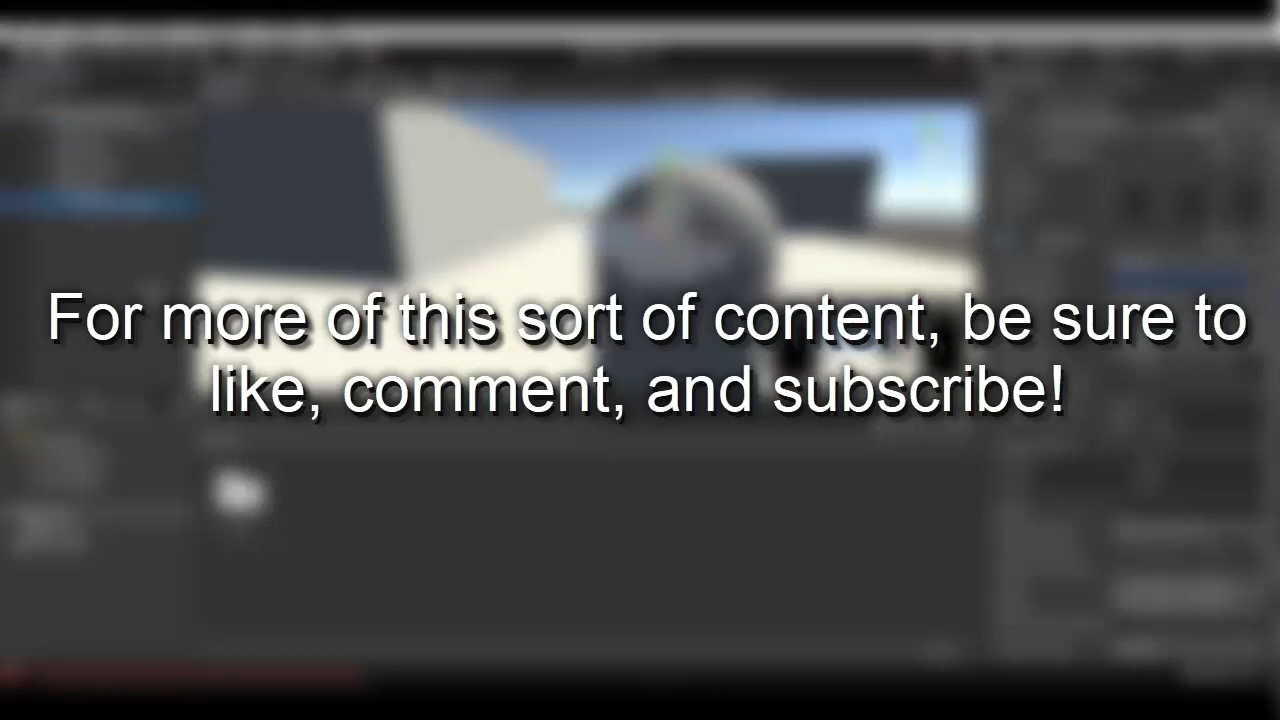 For more of this sort of content, be sure to
like, comment, and subscribe!